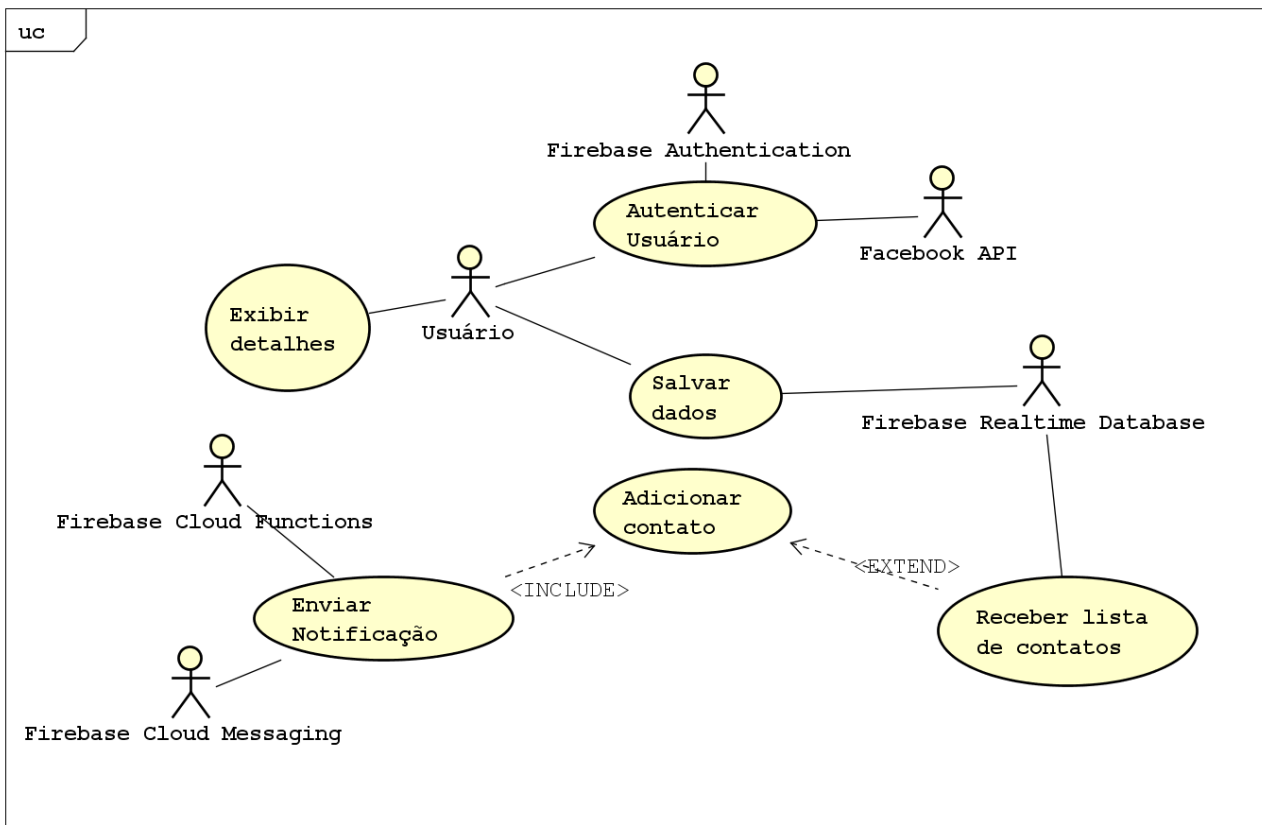 uc
Firebase Authentication
Autenticar
Usuário
Facebook API
Exibir
detalhes
Usuário
Salvar
dados
Firebase Realtime Database
Firebase Cloud Functions
Adicionar
contato
<INCLUDE>
<EXTEND>
Enviar
Notificação
Receber lista
de contatos
Firebase Cloud Messaging